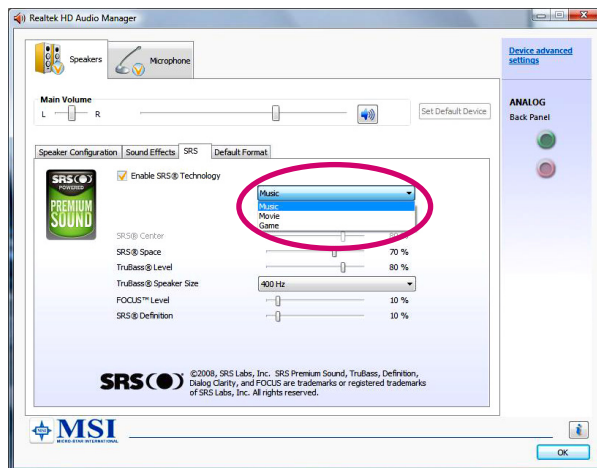 Realtek HD Audio Manager
Speakers
Microphone
Device advanced
settings
Main Volume
L R
Set Default Device
ANALOG
Back Panel
Speaker Configuration Sound Effects SRS Default Format
SRS
POWERED
PREMIUM
SOUND
Enable SRS® Technology
Music
Music
Movie
Game
SRS® Center 80 %
SRS® Space 70 %
TruBass® Level 80 %
TruBass® Speaker Size 400 Hz
FOCUS™ Level 10 %
SRS® Definition 10 %
SRS
©2008, SRS Labs, Inc. SRS Premium Sound, TruBass, Definition,
Dialog Clarity, and FOCUS are trademarks or registered trademarks
of SRS Labs, Inc. All rights reserved.
MSI
MICRO-STAR INTERNATIONAL
i
OK